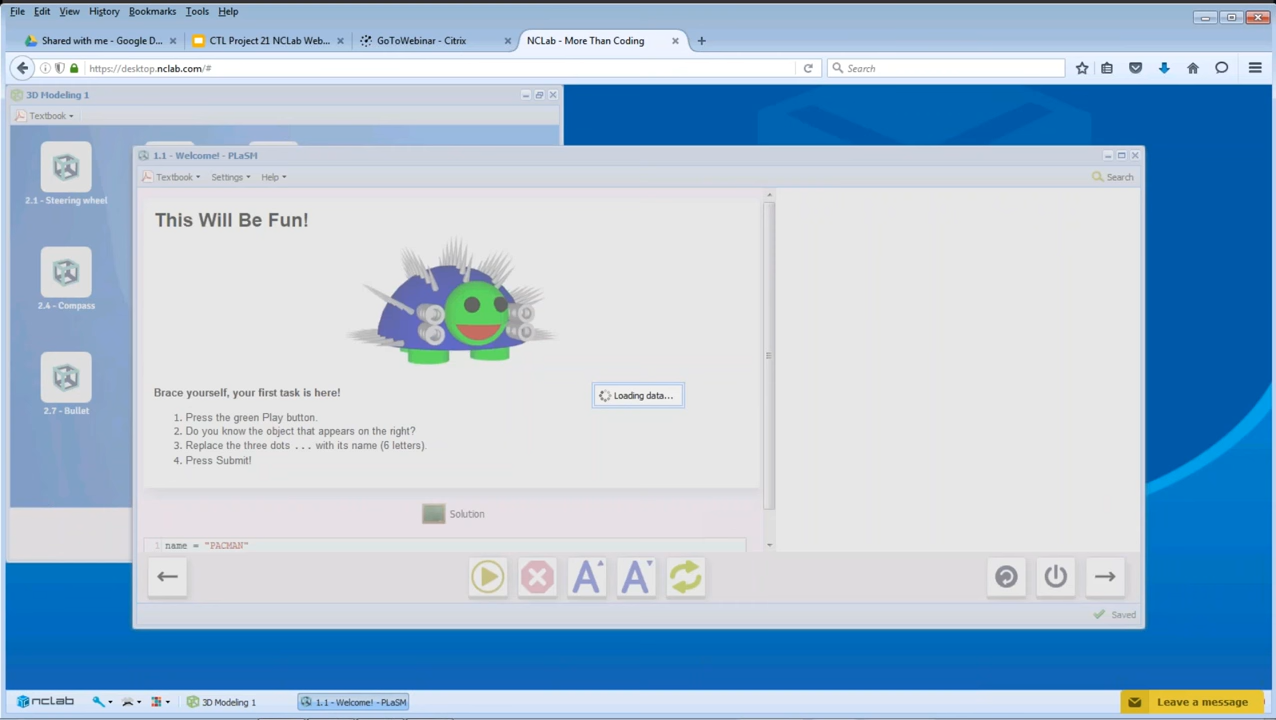 File Edit View History Bookmarks Tools Help
Shared with me - Google D...
CTL Project 21 NCLab Web...
GoToWebinar - Citrix
NCLab - More Than Coding
https://desktop.nclab.com/#
Search
3D Modeling 1
Textbook
2.1 - Steering wheel
2.4 - Compass
2.7 - Bullet
1.1 - Welcome! - PLaSM
Textbook Settings Help Search
This Will Be Fun!
Brace yourself, your first task is here!
1. Press the green Play button.
2. Do you know the object that appears on the right?
3. Replace the three dots ... with its name (6 letters).
4. Press Submit!
Loading data...
Solution
1 name = "PACMAN"
A A
Saved
nclab 3D Modeling 1 1.1 - Welcome! - PLaSM Leave a message